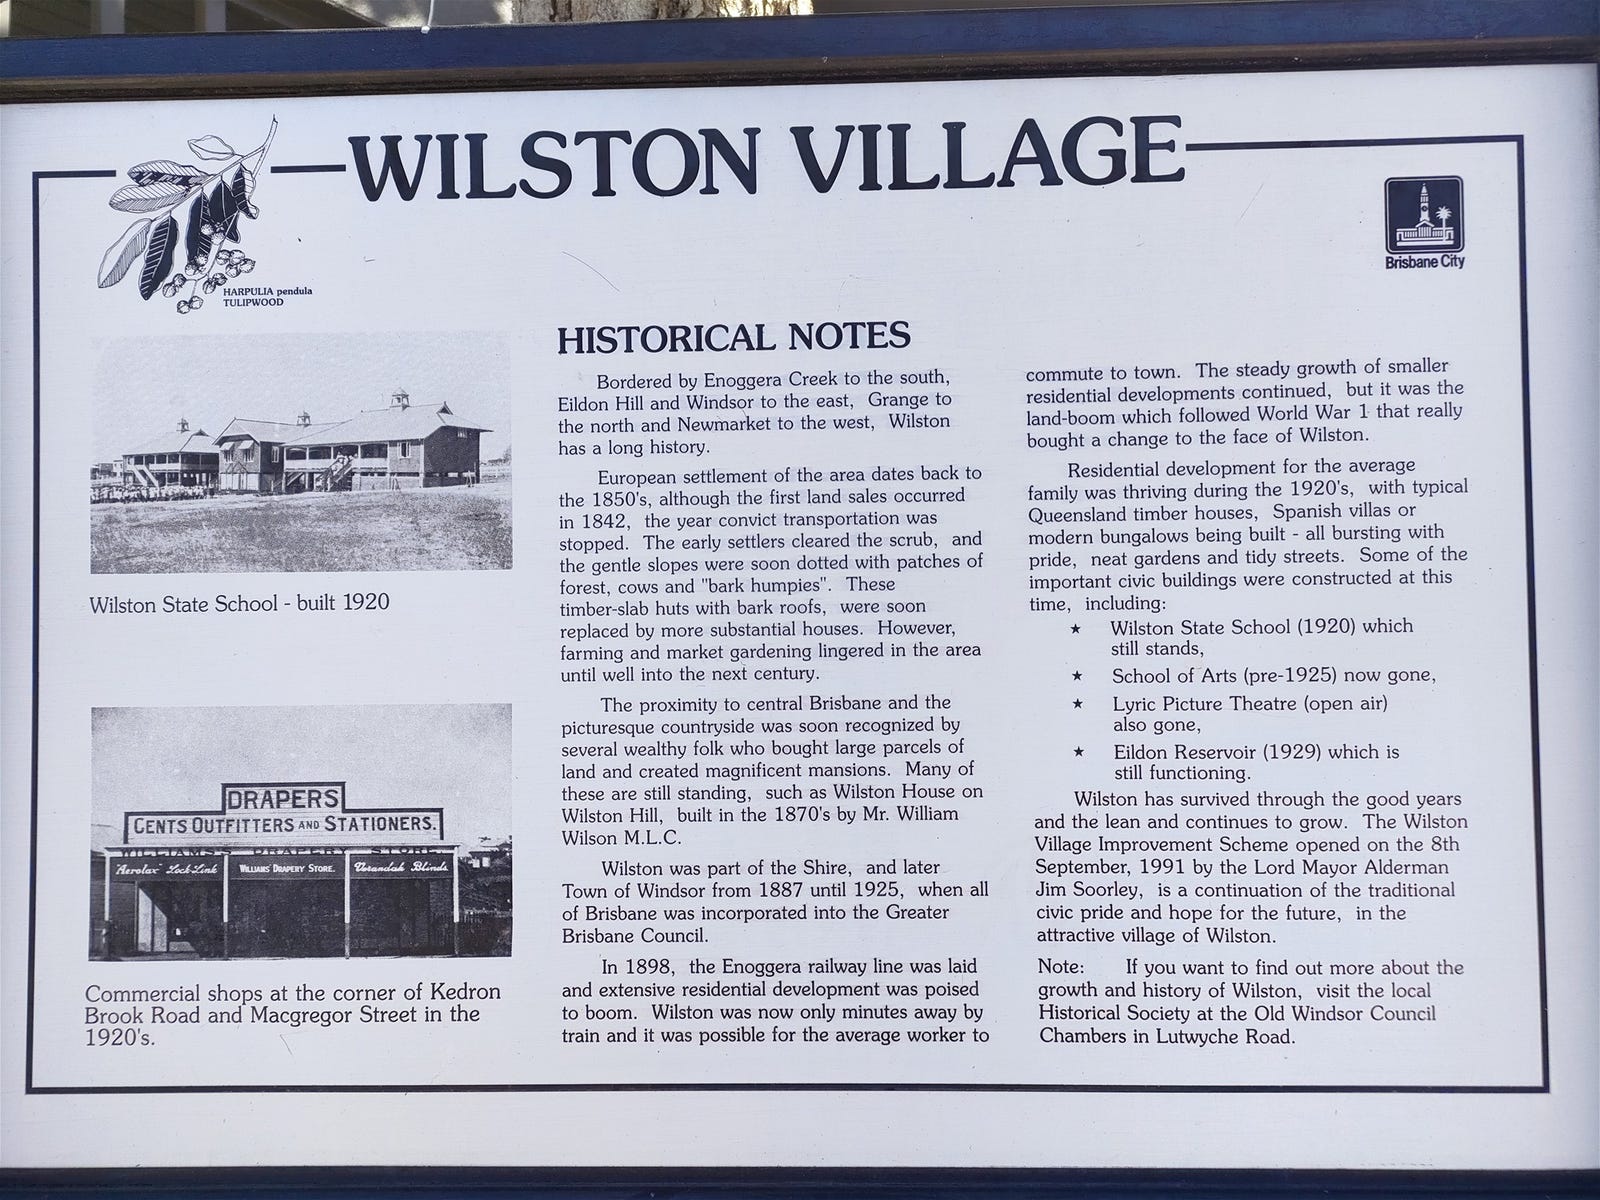 WILSTON VILLAGE
HARPULIA pendula
TULIPWOOD
Brisbane City
Wilston State School - built 1920
DRAPERS
GENTS OUTFITTERS AND STATIONERS.
WILLIAMS'S DRAPERY STORE
"Aerolax" Lock-Link
WILLIAMS' DRAPERY STORE.
Verandah Blinds
Commercial shops at the corner of Kedron
Brook Road and Macgregor Street in the
1920's.
HISTORICAL NOTES
Bordered by Enoggera Creek to the south,
Eildon Hill and Windsor to the east, Grange to
the north and Newmarket to the west, Wilston
has a long history.
European settlement of the area dates back to
the 1850's, although the first land sales occurred
in 1842, the year convict transportation was
stopped. The early settlers cleared the scrub, and
the gentle slopes were soon dotted with patches of
forest, cows and "bark humpies". These
timber-slab huts with bark roofs, were soon
replaced by more substantial houses. However,
farming and market gardening lingered in the area
until well into the next century.
The proximity to central Brisbane and the
picturesque countryside was soon recognized by
several wealthy folk who bought large parcels of
land and created magnificent mansions. Many of
these are still standing, such as Wilston House on
Wilston Hill, built in the 1870's by Mr. William
Wilson M.L.C.
Wilston was part of the Shire, and later
Town of Windsor from 1887 until 1925, when all
of Brisbane was incorporated into the Greater
Brisbane Council.
In 1898, the Enoggera railway line was laid
and extensive residential development was poised
to boom. Wilston was now only minutes away by
train and it was possible for the average worker to
commute to town. The steady growth of smaller
residential developments continued, but it was the
land-boom which followed World War 1 that really
bought a change to the face of Wilston.
Residential development for the average
family was thriving during the 1920's, with typical
Queensland timber houses, Spanish villas or
modern bungalows being built - all bursting with
pride, neat gardens and tidy streets. Some of the
important civic buildings were constructed at this
time, including:
★ Wilston State School (1920) which
still stands,
★ School of Arts (pre-1925) now gone,
★ Lyric Picture Theatre (open air)
also gone,
★ Eildon Reservoir (1929) which is
still functioning.
Wilston has survived through the good years
and the lean and continues to grow. The Wilston
Village Improvement Scheme opened on the 8th
September, 1991 by the Lord Mayor Alderman
Jim Soorley, is a continuation of the traditional
civic pride and hope for the future, in the
attractive village of Wilston.
Note: If you want to find out more about the
growth and history of Wilston, visit the local
Historical Society at the Old Windsor Council
Chambers in Lutwyche Road.